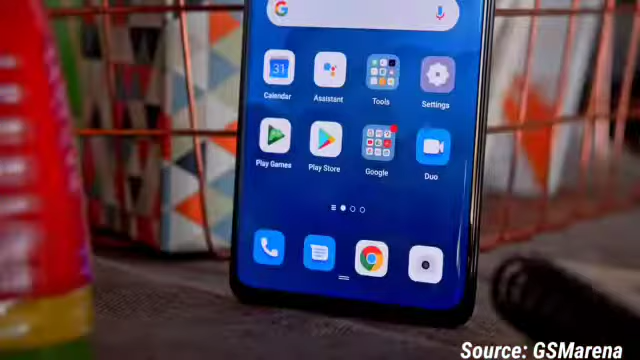 G
31
Calendar
Assistant
Tools
Settings
Play Games
Play Store
Google
Duo
Source: GSMarena